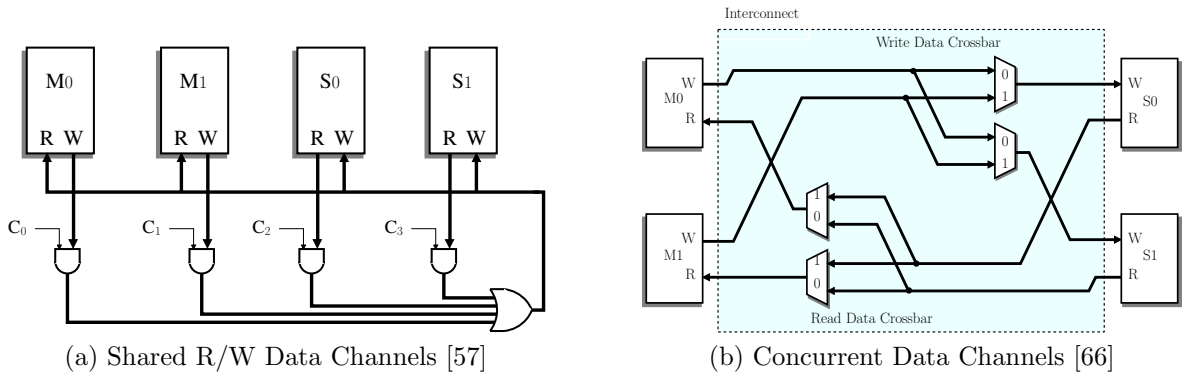 M0 M1 S0 S1
R W R W R W R W
C0 C1 C2 C3
(a) Shared R/W Data Channels [57]
Interconnect
Write Data Crossbar
W
M0
R
0
1
W
S0
R
0
1
1
0
W
M1
R
1
0
W
S1
R
Read Data Crossbar
(b) Concurrent Data Channels [66]